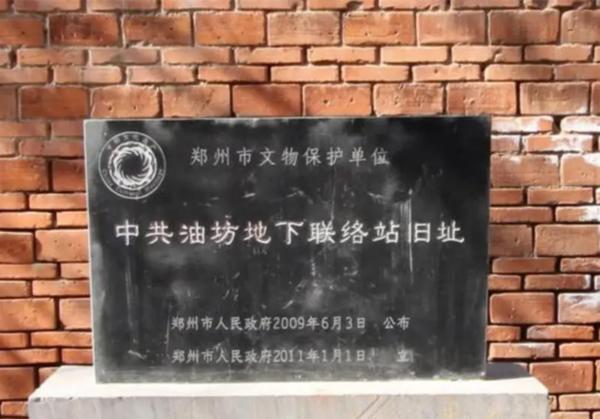 郑州市文物保护单位
中共油坊地下联络站旧址
郑州市人民政府2009年6月3日 公布
郑州市人民政府2011年1月1日 立